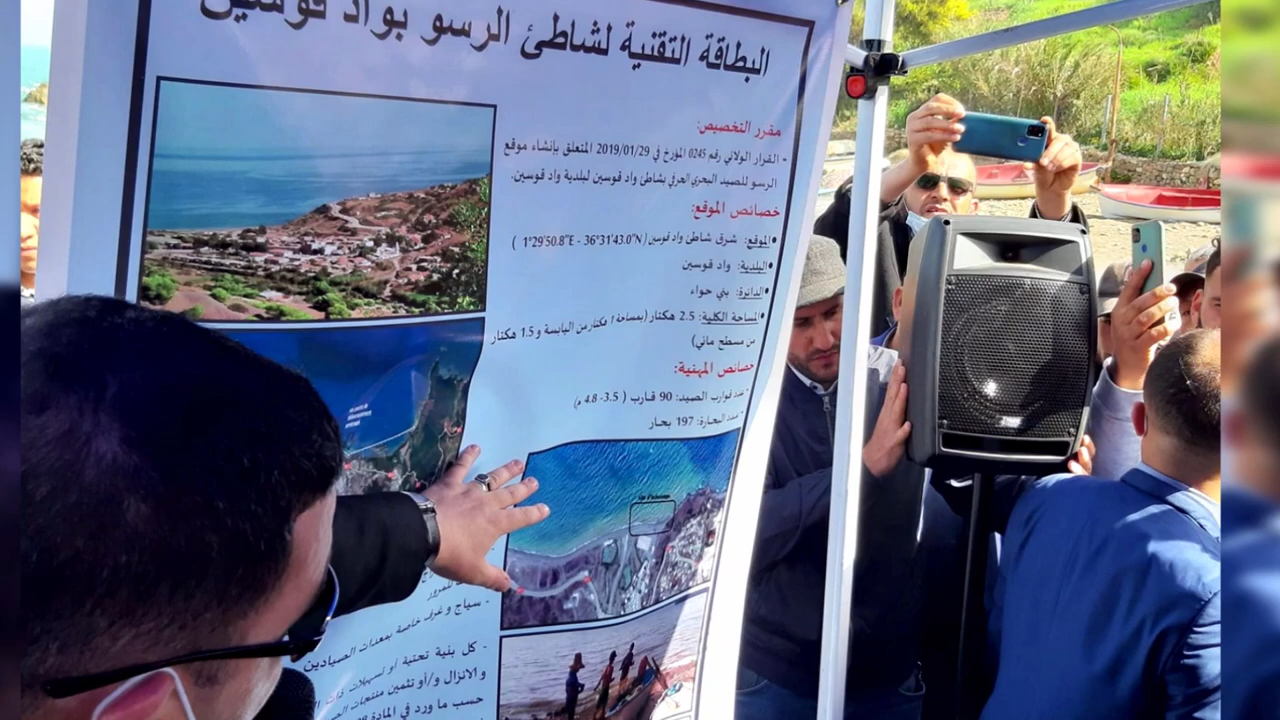 البطاقة التقنية لشاطئ الرسو بواد قوسين
مقرر التخصيص:
- القرار الولائي رقم 0245 المؤرخ في 2019/01/29 المتعلق بإنشاء موقع
الرسو للصيد البحري الحرفي بشاطئ واد قوسين لبلدية واد قوسين.
خصائص الموقع:
•الموقع: شرق شاطئ واد قوسين ( 1°29'50.8"E - 36°31'43.0"N )
•البلدية: واد قوسين
•الدائرة: بني حواء
•المساحة الكلية: 2.5 هكتار (بمساحة 1 هكتار من اليابسة و 1.5 هكتار
من مسطح مائي)
خصائص المهنية:
- عدد قوارب الصيد: 90 قارب ( 3.5- 4.8 م)
- عدد البحارة: 197 بحار
للمرور
- سياج و غرف خاصة بمعدات الصيادين
- كل بنية تحتية او تسهيلات ذات
و الانزال و/أو تثمين منتجات
حسب ما ورد في المادة